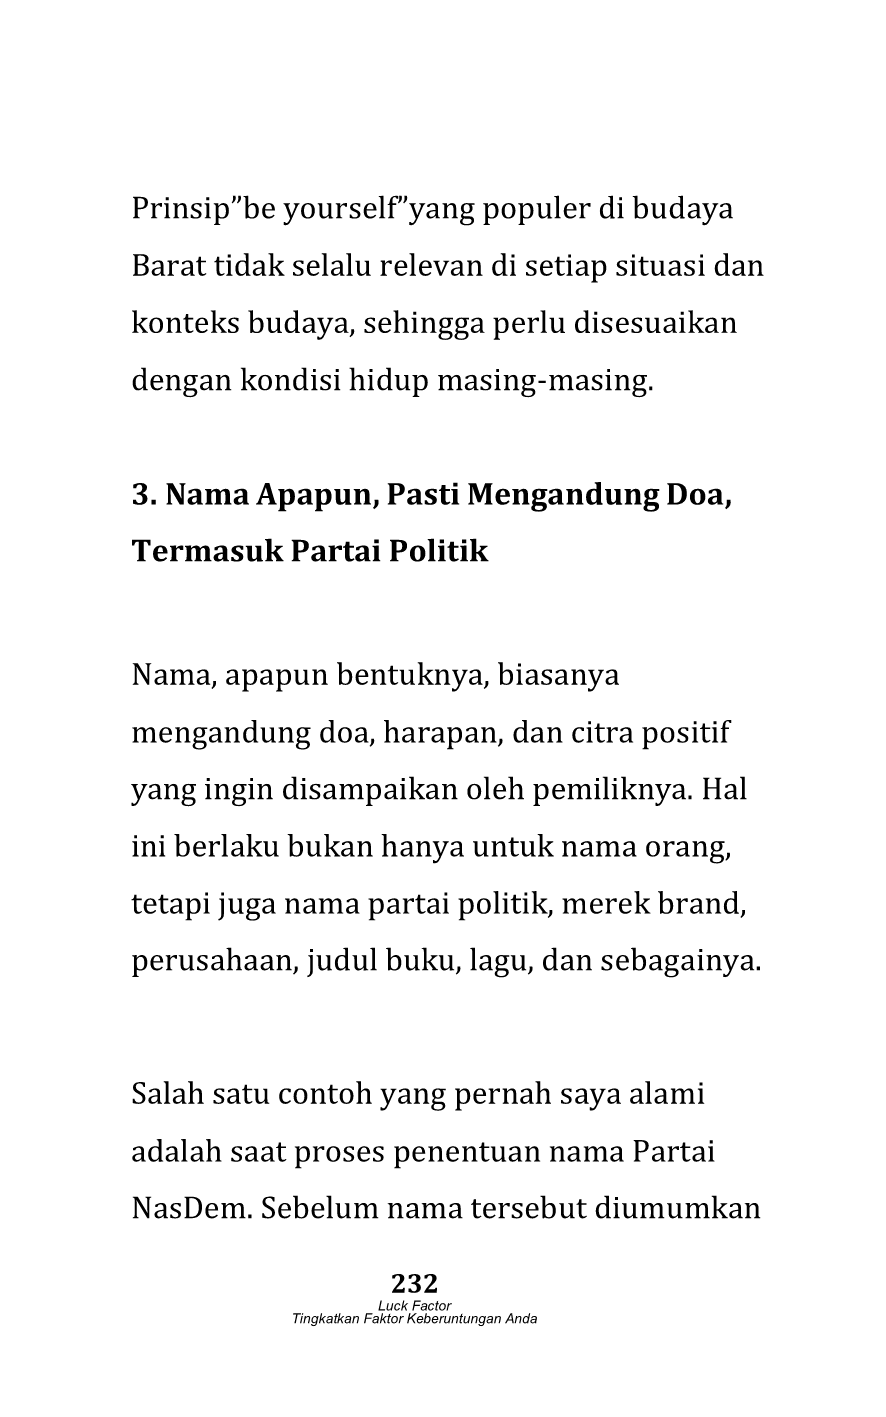 Prinsip”be yourself”yang populer di budaya
Barat tidak selalu relevan di setiap situasi dan
konteks budaya, sehingga perlu disesuaikan
dengan kondisi hidup masing-masing.
3. Nama Apapun, Pasti Mengandung Doa,
Termasuk Partai Politik
Nama, apapun bentuknya, biasanya
mengandung doa, harapan, dan citra positif
yang ingin disampaikan oleh pemiliknya. Hal
ini berlaku bukan hanya untuk nama orang,
tetapi juga nama partai politik, merek brand,
perusahaan, judul buku, lagu, dan sebagainya.
Salah satu contoh yang pernah saya alami
adalah saat proses penentuan nama Partai
NasDem. Sebelum nama tersebut diumumkan
232
Luck Factor
Tingkatkan Faktor Keberuntungan Anda